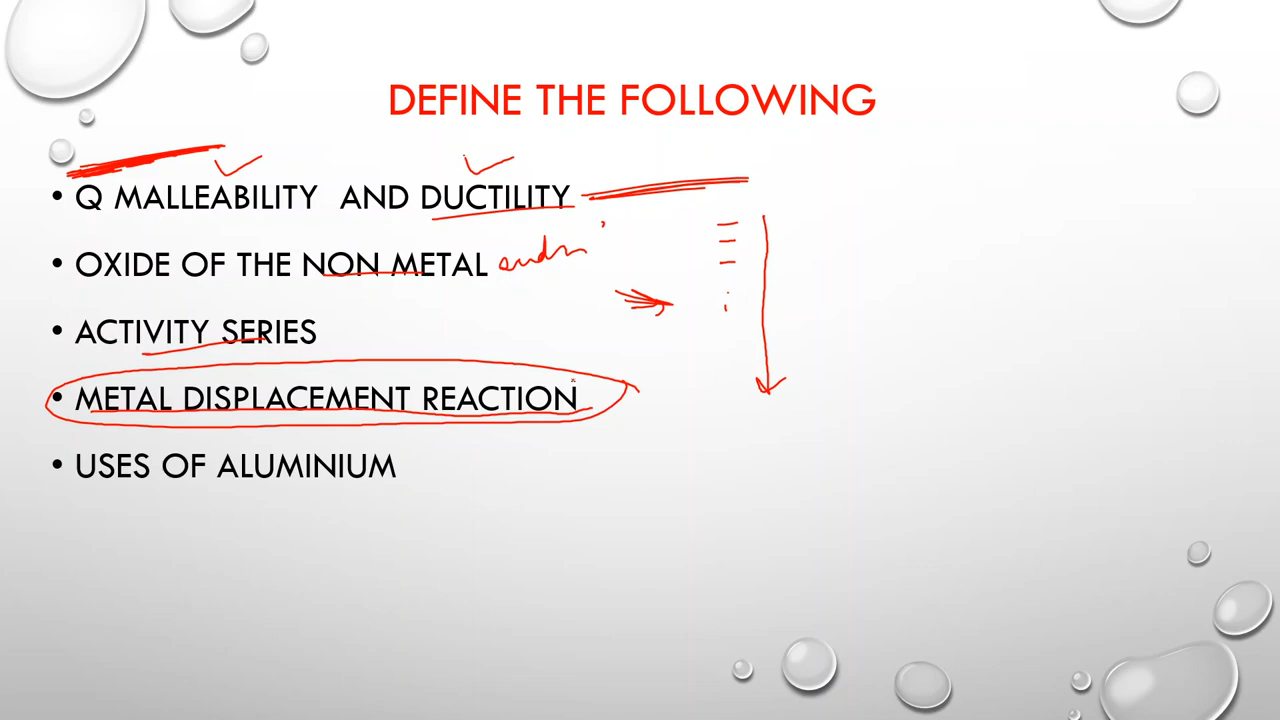 DEFINE THE FOLLOWING
• Q MALLEABILITY AND DUCTILITY
• OXIDE OF THE NON METAL
• ACTIVITY SERIES
• METAL DISPLACEMENT REACTION
• USES OF ALUMINIUM